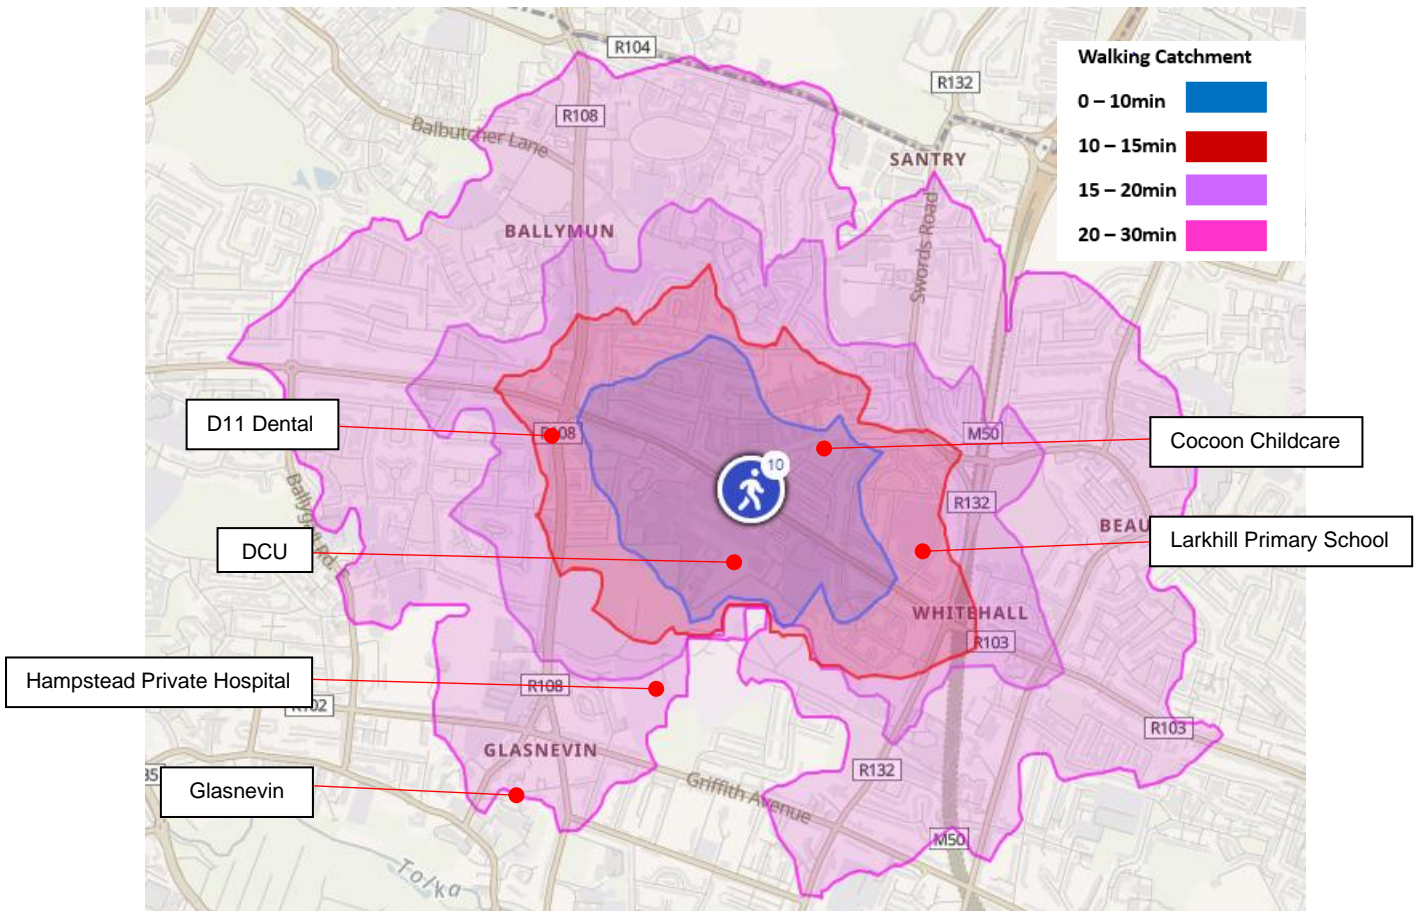 R104
R132
R108
Balbutcher Lane
SANTRY
BALLYMUN
Swords Road
Walking Catchment
0 – 10min
10 – 15min
15 – 20min
20 – 30min
D11 Dental
R108
M50
Cocoon Childcare
10
R132
DCU
Larkhill Primary School
WHITEHALL
R103
Hampstead Private Hospital
R108
R102
GLASNEVIN
R103
Glasnevin
R132
Griffith Avenue
M50
Tolka